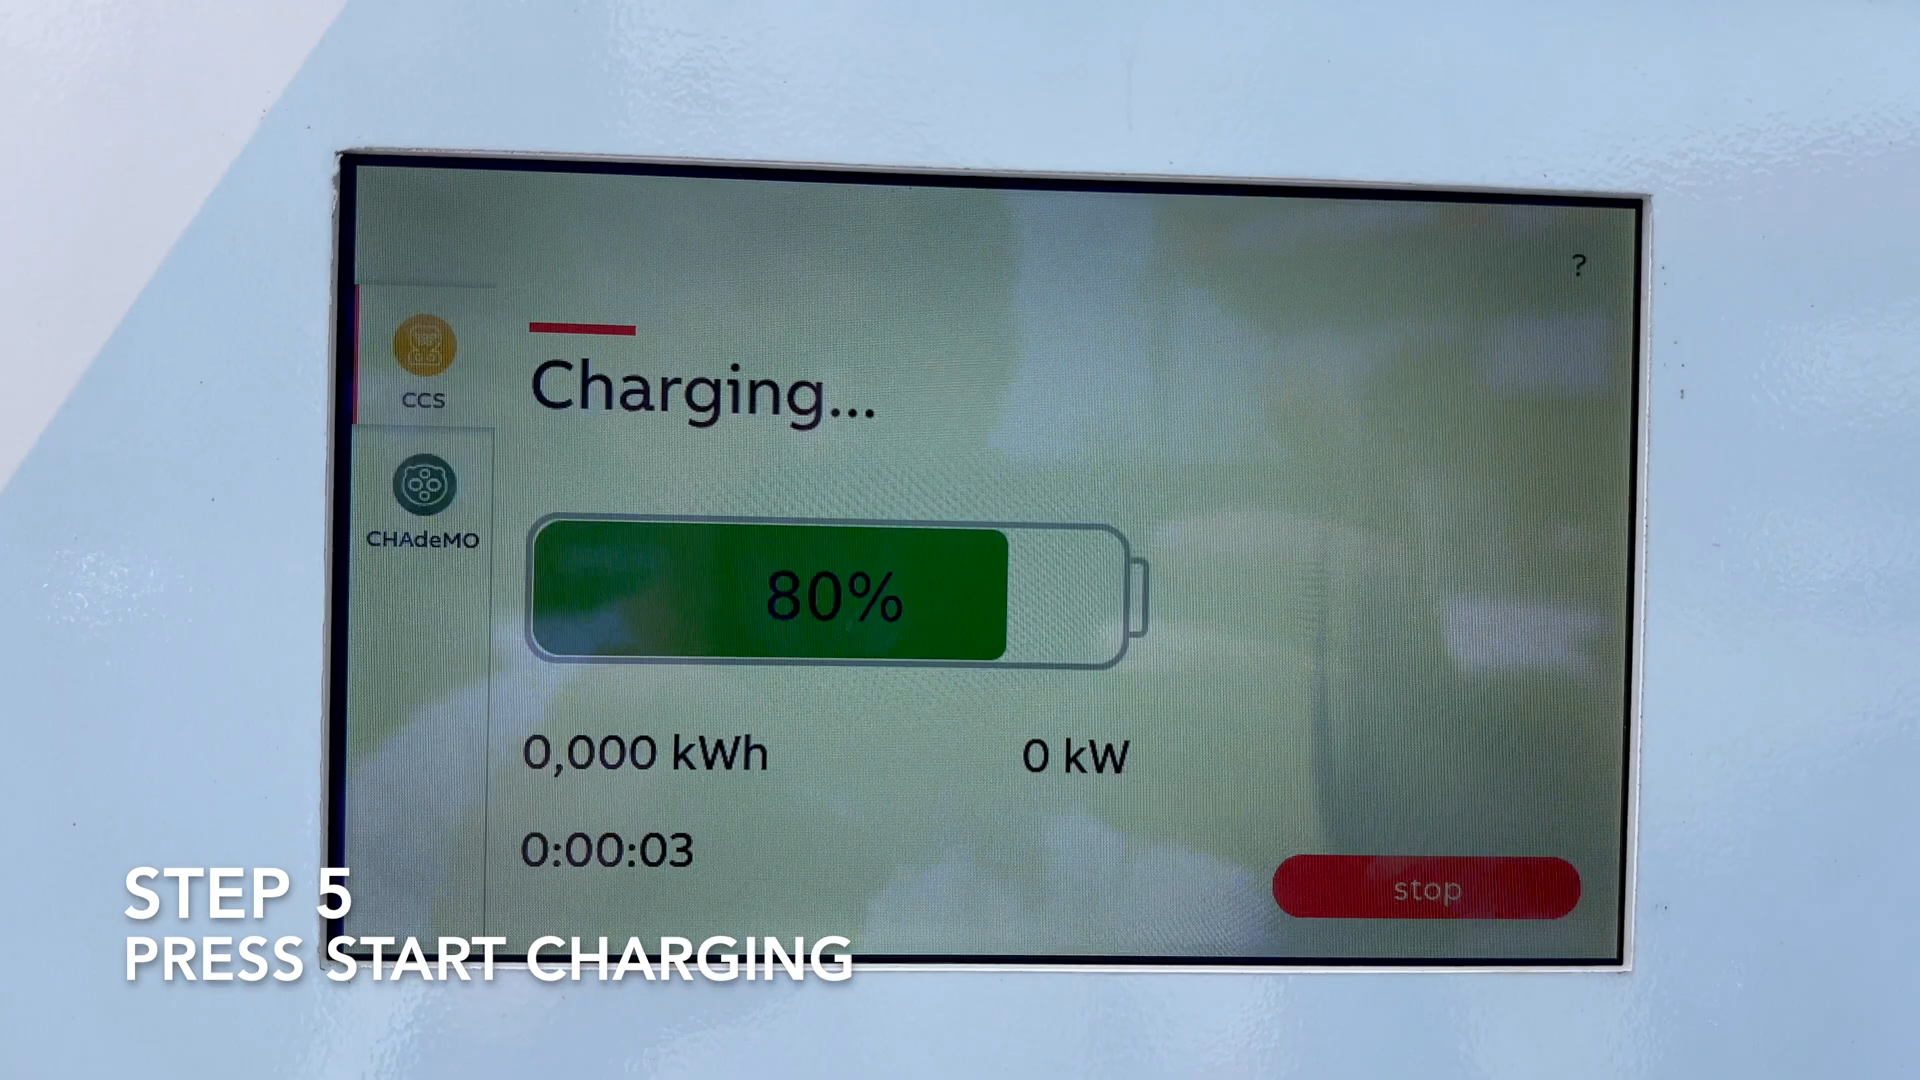 ?
CCS
CHAdeMO
Charging...
80%
0,000 kWh
0 kW
0:00:03
stop
STEP 5
PRESS START CHARGING